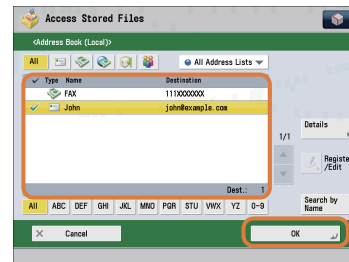 Access Stored Files
<Address Book (Local)>
All
All Address Lists
Type Name Destination
FAX 111XXXXXXX
John john@example.com
1/1
Details
Registe
/Edit
Dest.: 1
All ABC DEF GHI JKL MNO PQR STU VWX YZ 0-9
Search by
Name
Cancel
OK